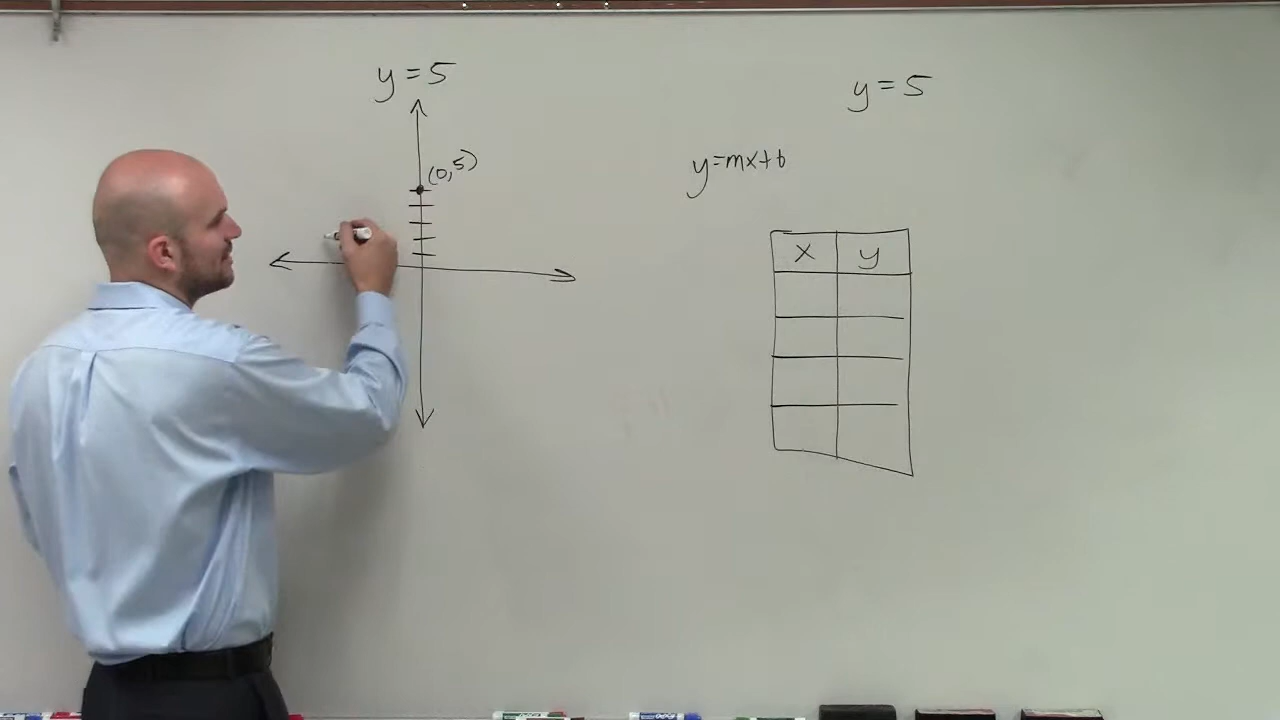 y = 5
(0,5)
y = 5
y=mx+b
x y